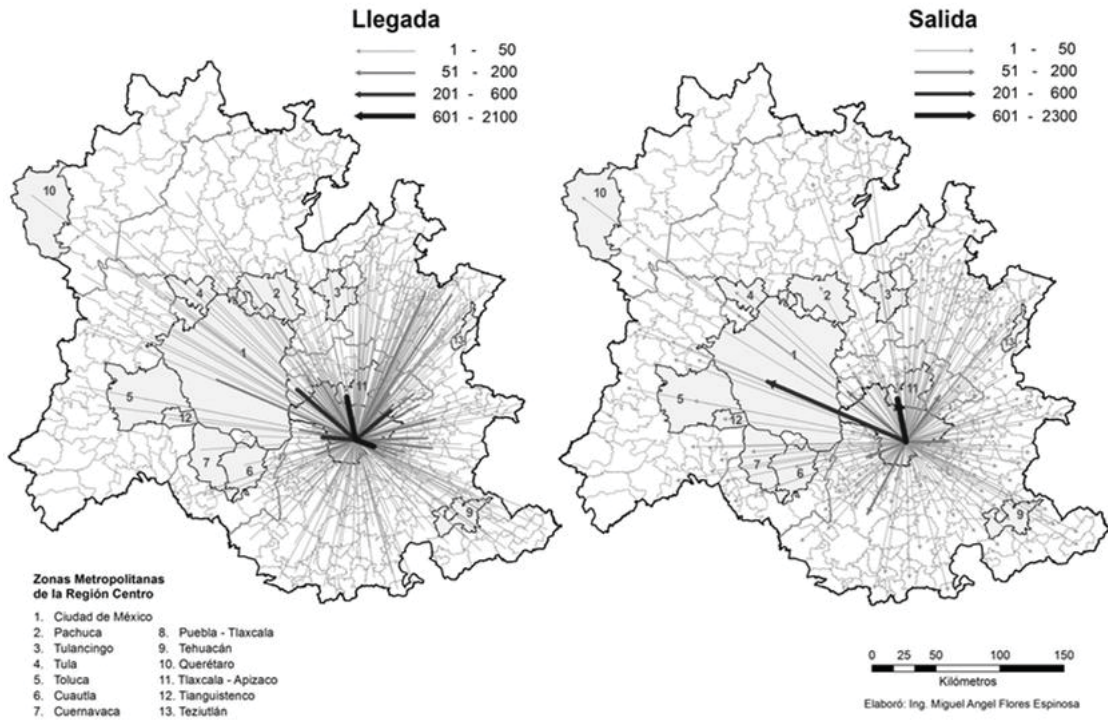 Llegada
1 - 50
51 - 200
201 - 600
601 - 2100
Salida
1 - 50
51 - 200
201 - 600
601 - 2300
10
4
2
3
13
1
11
5
12
7
6
9
10
4
2
3
13
1
11
5
12
7
6
9
Zonas Metropolitanas
de la Región Centro
1. Ciudad de México
2. Pachuca
3. Tulancingo
4. Tula
5. Toluca
6. Cuautla
7. Cuernavaca
8. Puebla - Tlaxcala
9. Tehuacán
10. Querétaro
11. Tlaxcala - Apizaco
12. Tianguistenco
13. Teziutlán
0 25 50 100 150
Kilómetros
Elaboró: Ing. Miguel Angel Flores Espinosa